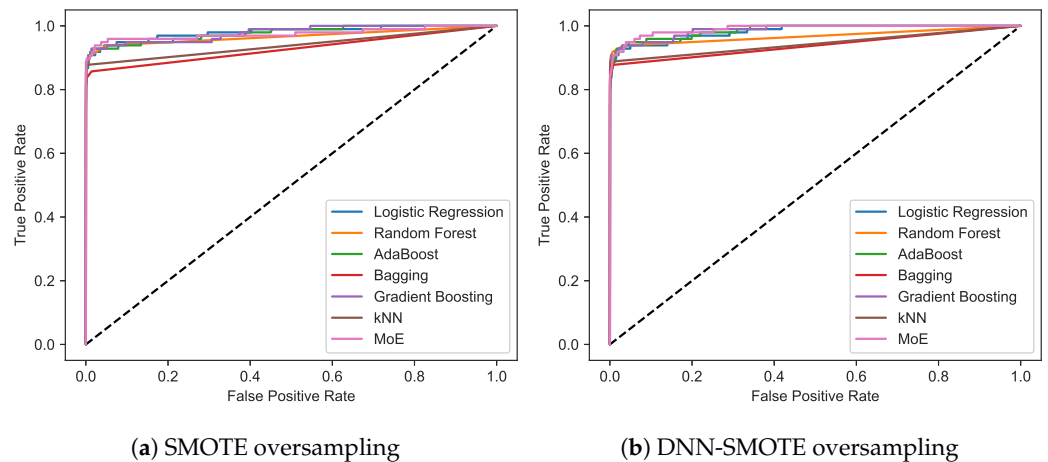 1.0
0.8
0.6
0.4
0.2
0.0
True Positive Rate
Logistic Regression
Random Forest
AdaBoost
Bagging
Gradient Boosting
kNN
MoE
0.0 0.2 0.4 0.6 0.8 1.0
False Positive Rate
(a) SMOTE oversampling
1.0
0.8
0.6
0.4
0.2
0.0
True Positive Rate
Logistic Regression
Random Forest
AdaBoost
Bagging
Gradient Boosting
kNN
MoE
0.0 0.2 0.4 0.6 0.8 1.0
False Positive Rate
(b) DNN-SMOTE oversampling